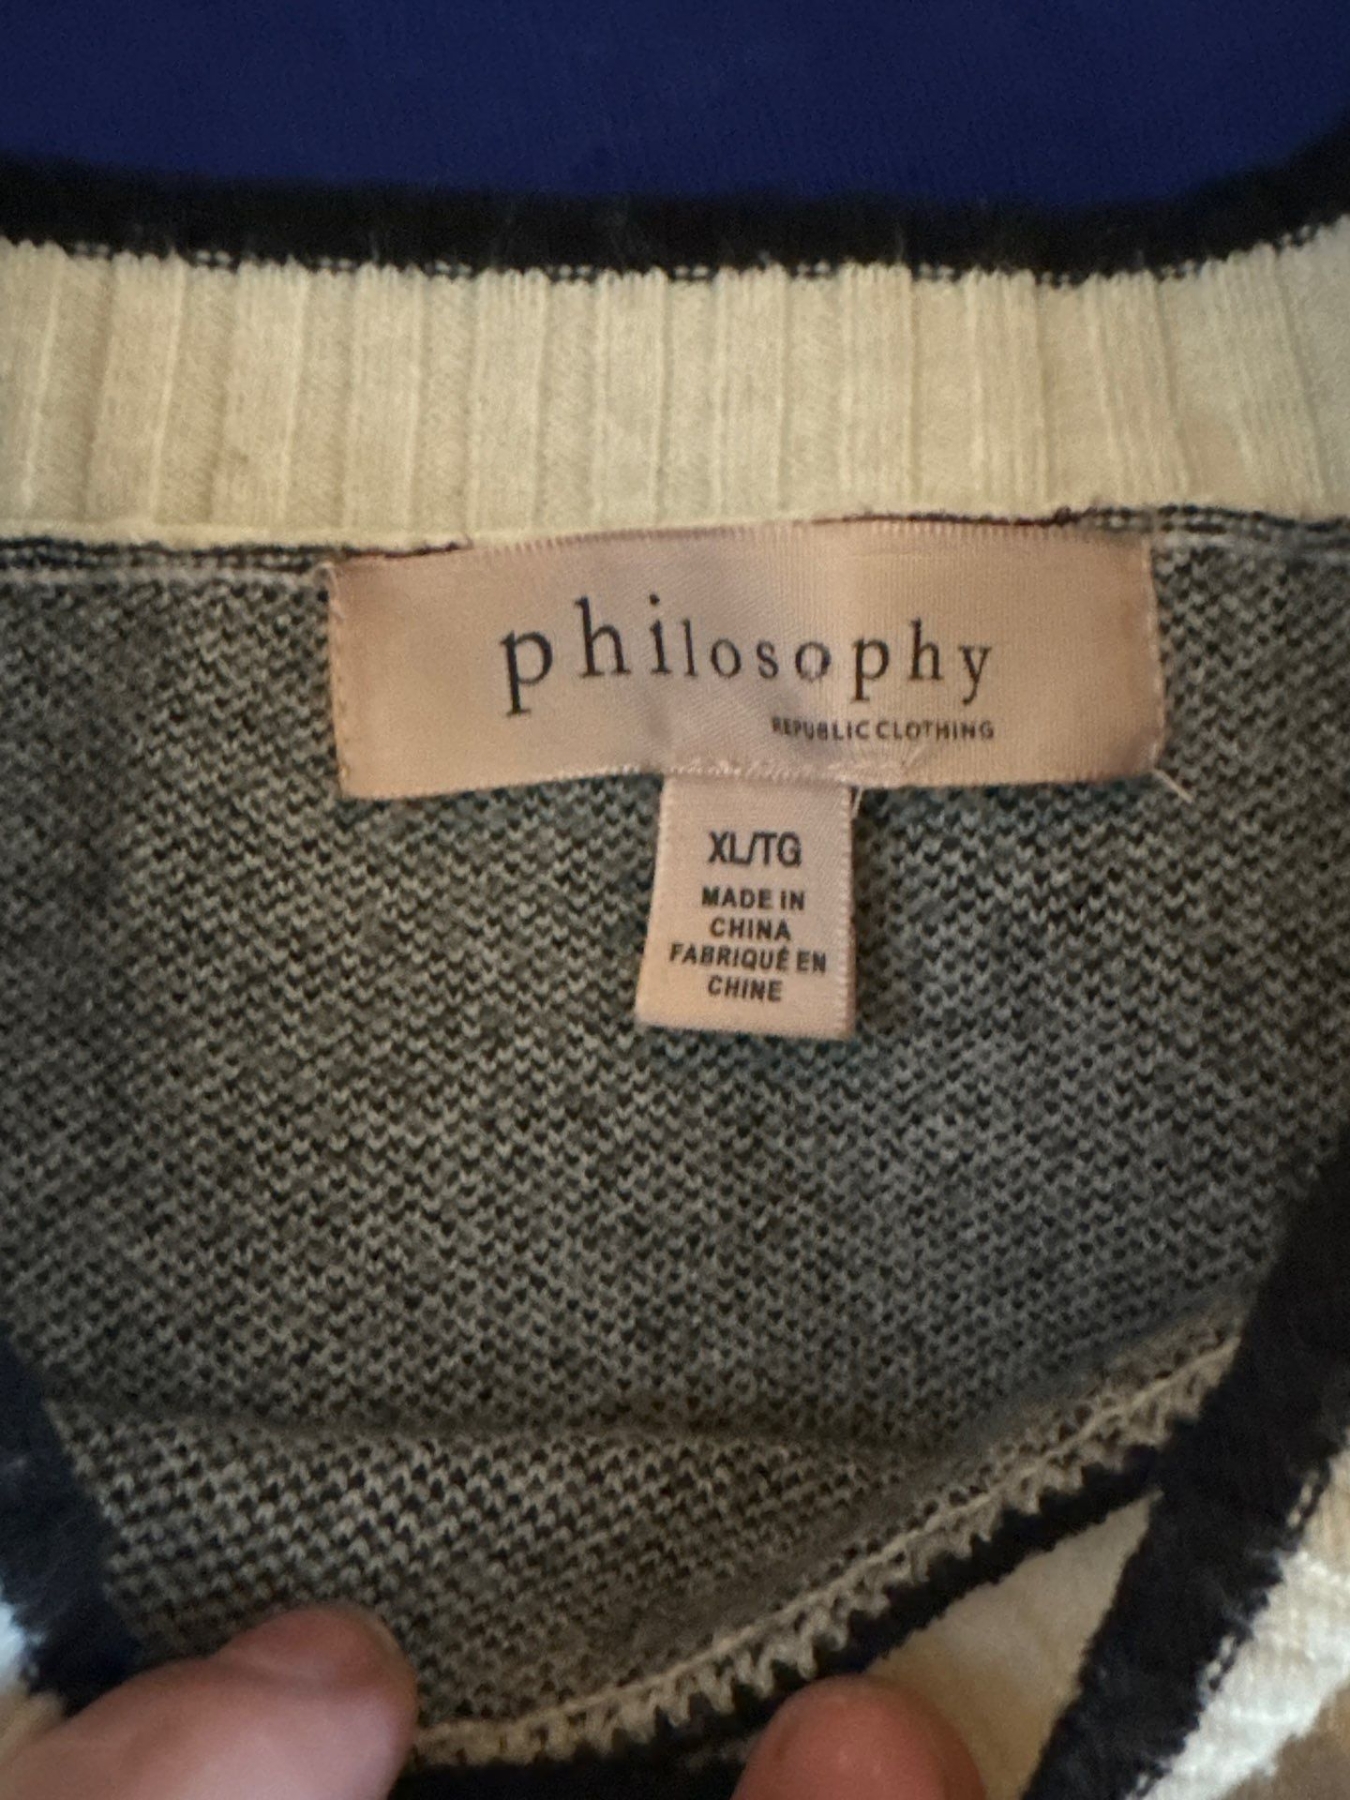 philosophy
REPUBLIC CLOTHING
XL/TG
MADE IN
CHINA
FABRIQUÉ EN
CHINE